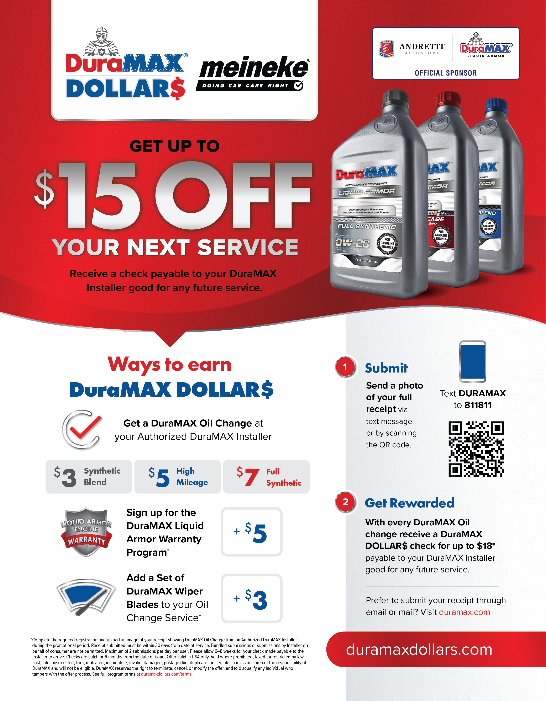 DuraMAX
DOLLAR$
meineke
DOING CAR CARE RIGHT
ANDRETTI
DuraMAX
OFFICIAL SPONSOR
GET UP TO
$15 OFF
YOUR NEXT SERVICE
Receive a check payable to your DuraMAX
Installer good for any future service.
DuraMAX
LIQUID ARMOR
FULL SYNTHETIC
0W-20
Ways to earn
DuraMAX DOLLAR$
Get a DuraMAX Oil Change at
your Authorized DuraMAX Installer
$3 Synthetic Blend
$5 High Mileage
$7 Full Synthetic
LIQUID ARMOR
ENGINE
WARRANTY
Sign up for the
DuraMAX Liquid
Armor Warranty
Program*
+ $5
Add a Set of
DuraMAX Wiper
Blades to your Oil
Change Service*
+ $3
1 Submit
Send a photo
of your full
receipt via
text message
or by scanning
the QR code.
Text DURAMAX
to 811811
2 Get Rewarded
With every DuraMAX Oil
change receive a DuraMAX
DOLLAR$ check for up to $18*
payable to your DuraMAX Installer
good for any future service.
Prefer to submit your receipt through
email or mail? Visit duramax.com
duramaxdollars.com